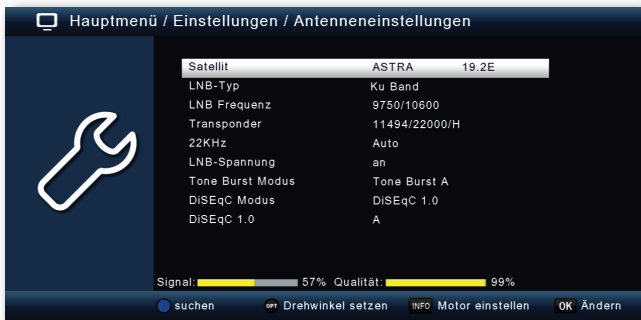 Hauptmenü / Einstellungen / Antenneneinstellungen
Satellit ASTRA 19.2E
LNB-Typ Ku Band
LNB Frequenz 9750/10600
Transponder 11494/22000/H
22KHz Auto
LNB-Spannung an
Tone Burst Modus Tone Burst A
DiSEqC Modus DiSEqC 1.0
DiSEqC 1.0 A
Signal: 57% Qualität: 99%
suchen OPT Drehwinkel setzen INFO Motor einstellen OK Ändern